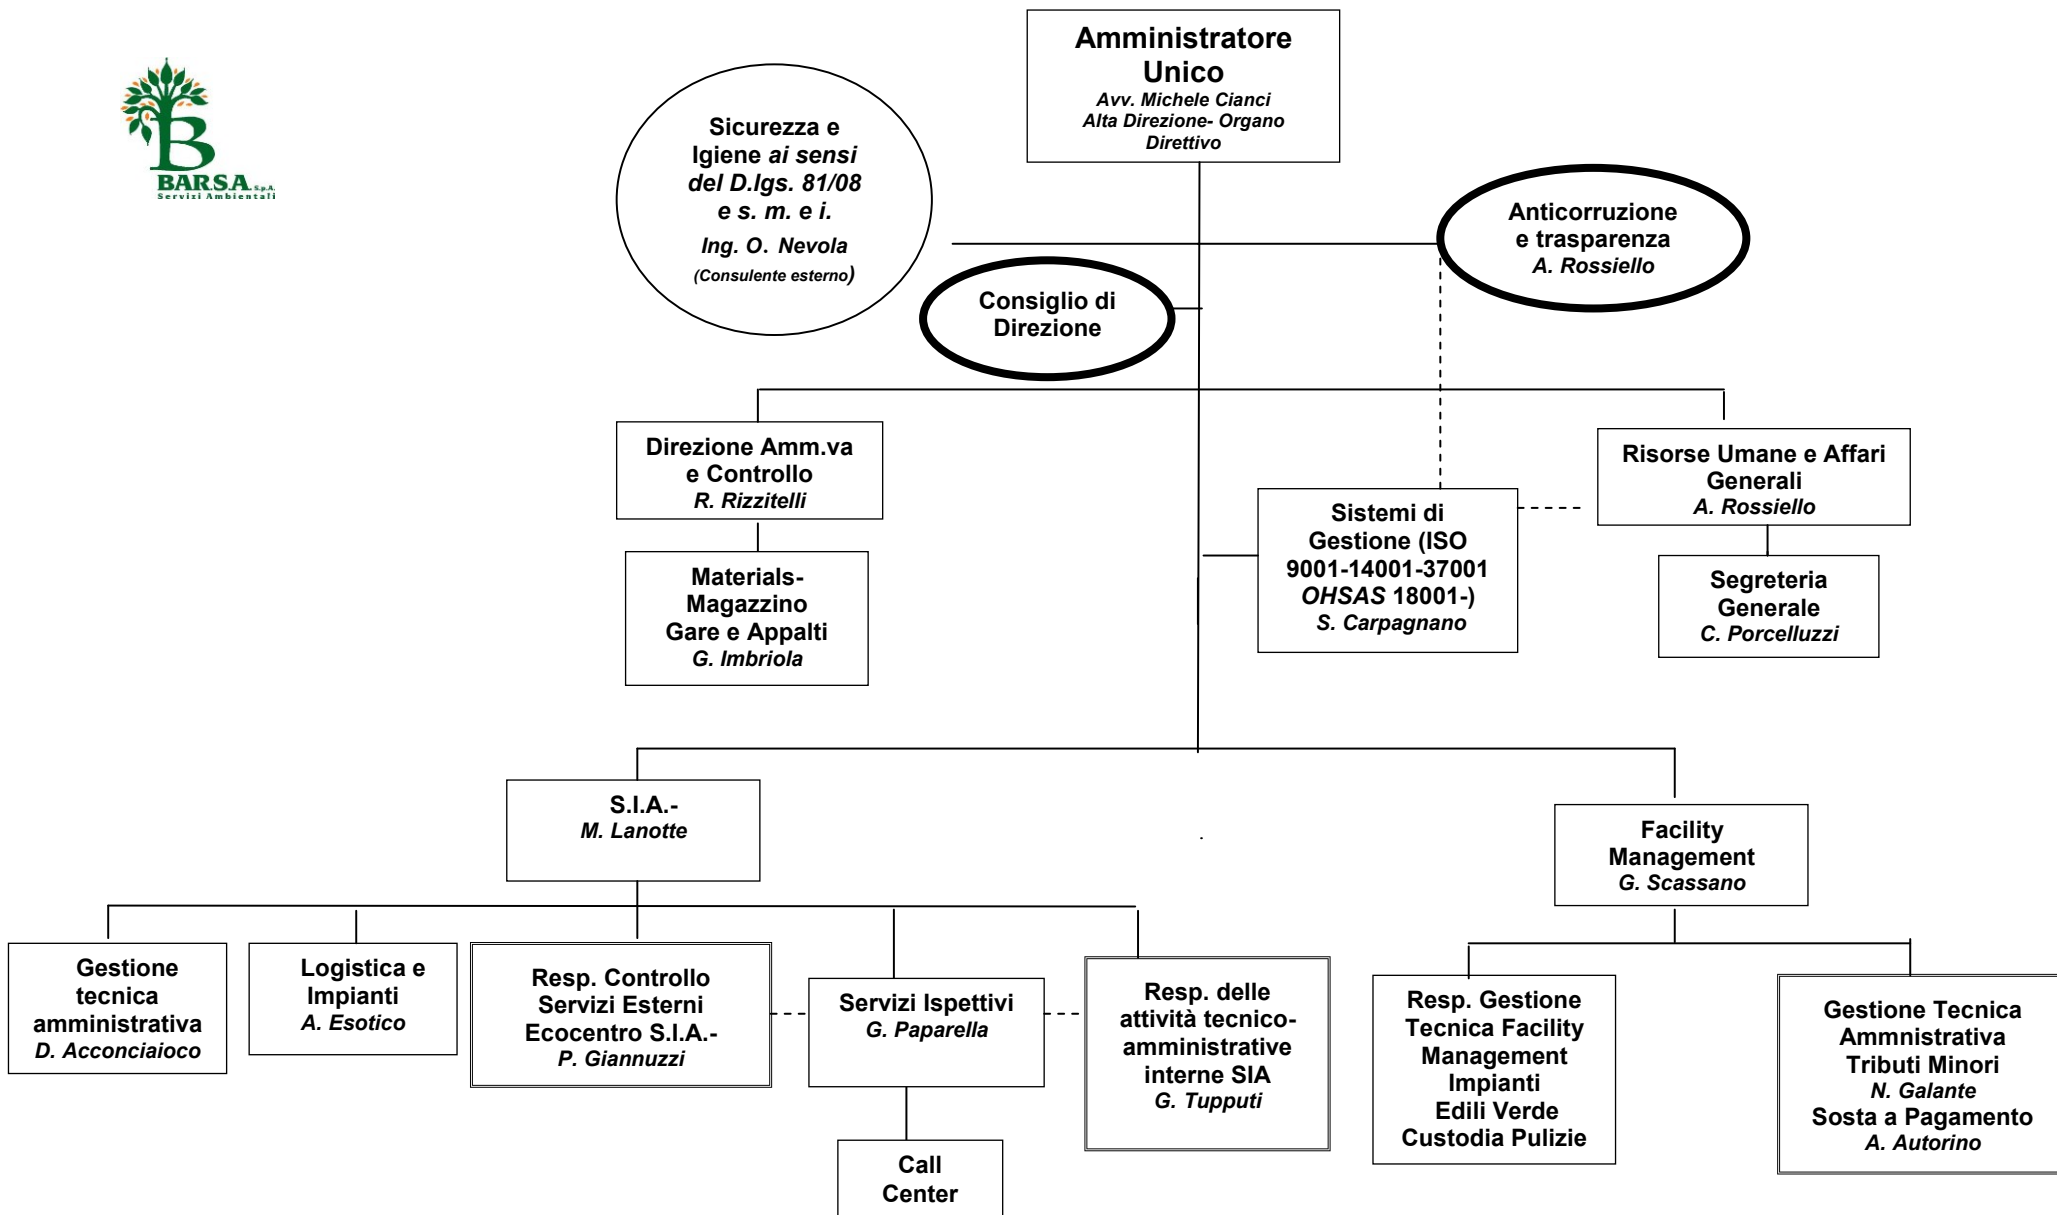 BARSA S.p.A.
Servizi Ambientali
Amministratore
Unico
Avv. Michele Cianci
Alta Direzione- Organo
Direttivo
Sicurezza e
Igiene ai sensi
del D.lgs. 81/08
e s. m. e i.
Ing. O. Nevola
(Consulente esterno)
Anticorruzione
e trasparenza
A. Rossiello
Consiglio di
Direzione
Direzione Amm.va
e Controllo
R. Rizzitelli
Materials-
Magazzino
Gare e Appalti
G. Imbriola
Sistemi di
Gestione (ISO
9001-14001-37001
OHSAS 18001-)
S. Carpagnano
Risorse Umane e Affari
Generali
A. Rossiello
Segreteria
Generale
C. Porcelluzzi
S.I.A.-
M. Lanotte
Facility
Management
G. Scassano
Gestione
tecnica
amministrativa
D. Acconciaioco
Logistica e
Impianti
A. Esotico
Resp. Controllo
Servizi Esterni
Ecocentro S.I.A.-
P. Giannuzzi
Servizi Ispettivi
G. Paparella
Call
Center
Resp. delle
attività tecnico-
amministrative
interne SIA
G. Tupputi
Resp. Gestione
Tecnica Facility
Management
Impianti
Edili Verde
Custodia Pulizie
Gestione Tecnica
Ammnistrativa
Tributi Minori
N. Galante
Sosta a Pagamento
A. Autorino